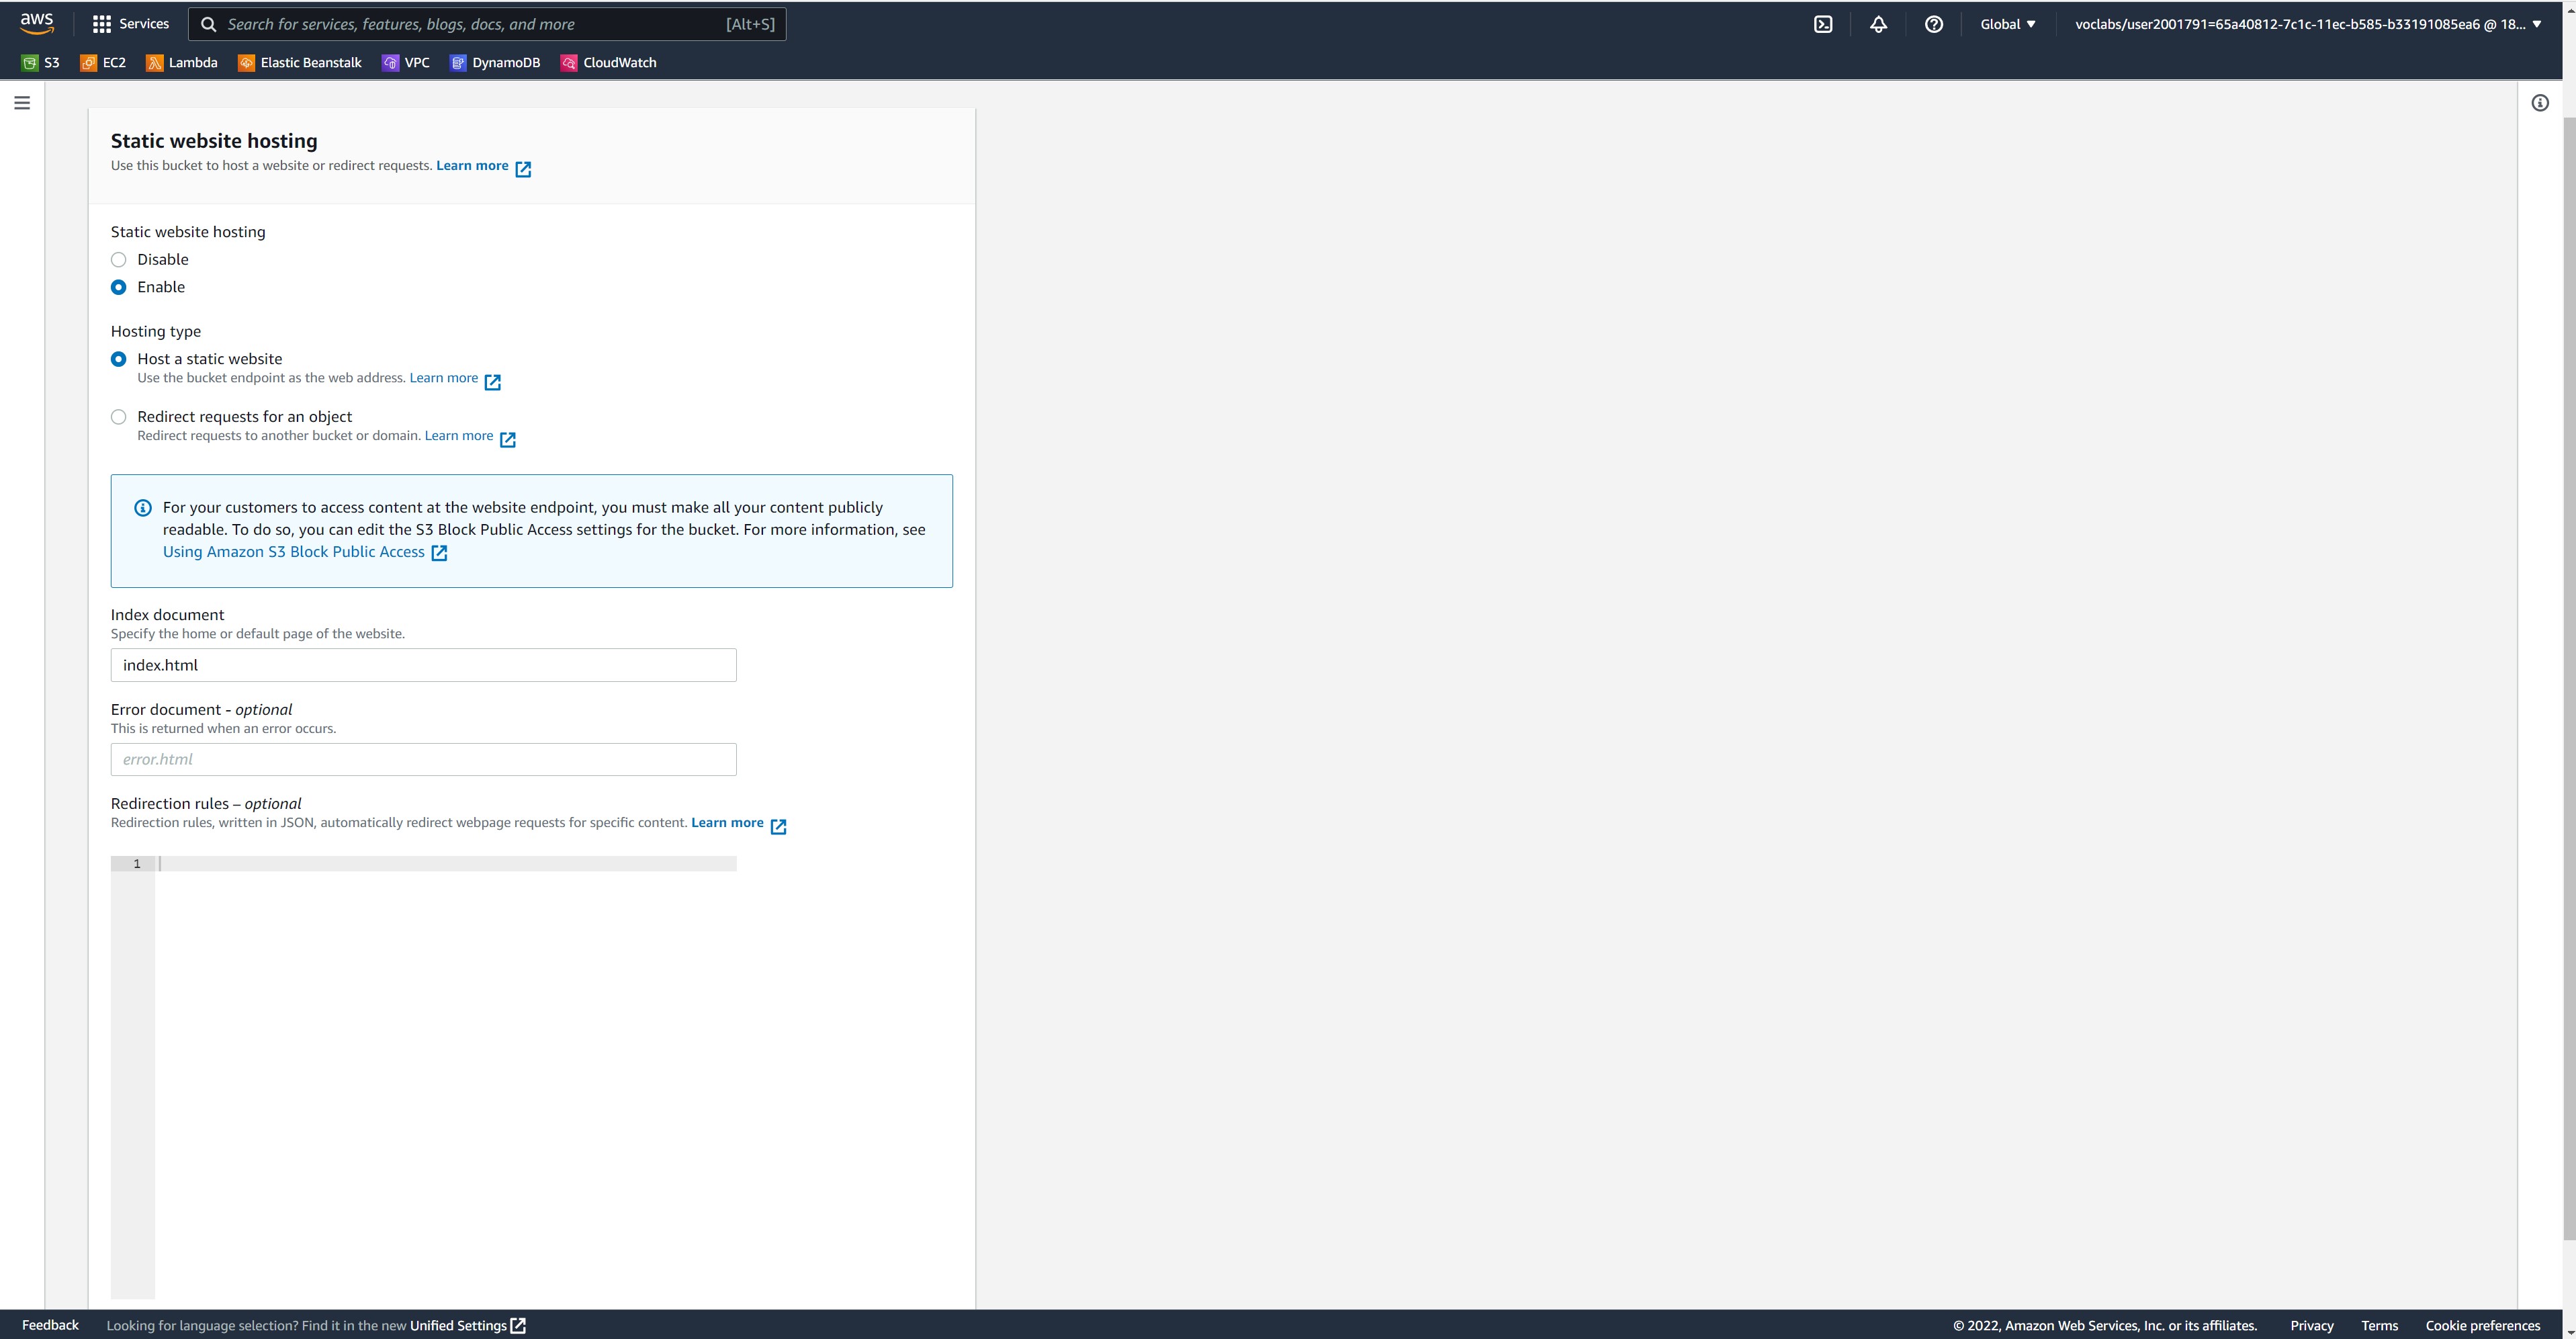 aws
Services
Search for services, features, blogs, docs, and more
[Alt+S]
Global
voclabs/user2001791=65a40812-7c1c-11ec-b585-b33191085ea6 @ 18...
S3
EC2
Lambda
Elastic Beanstalk
VPC
DynamoDB
CloudWatch
Static website hosting
Use this bucket to host a website or redirect requests. Learn more
Static website hosting
Disable
Enable
Hosting type
Host a static website
Use the bucket endpoint as the web address. Learn more
Redirect requests for an object
Redirect requests to another bucket or domain. Learn more
For your customers to access content at the website endpoint, you must make all your content publicly
readable. To do so, you can edit the S3 Block Public Access settings for the bucket. For more information, see
Using Amazon S3 Block Public Access
Index document
Specify the home or default page of the website.
index.html
Error document - optional
This is returned when an error occurs.
error.html
Redirection rules – optional
Redirection rules, written in JSON, automatically redirect webpage requests for specific content. Learn more
1
Feedback
Looking for language selection? Find it in the new Unified Settings
© 2022, Amazon Web Services, Inc. or its affiliates.
Privacy
Terms
Cookie preferences